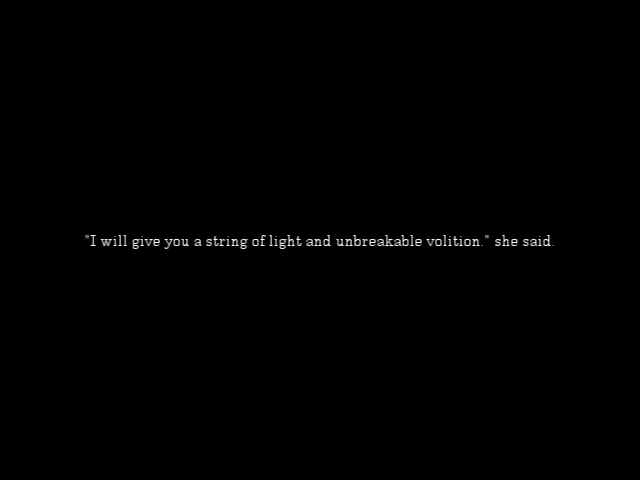 "I will give you a string of light and unbreakable volition." she said.